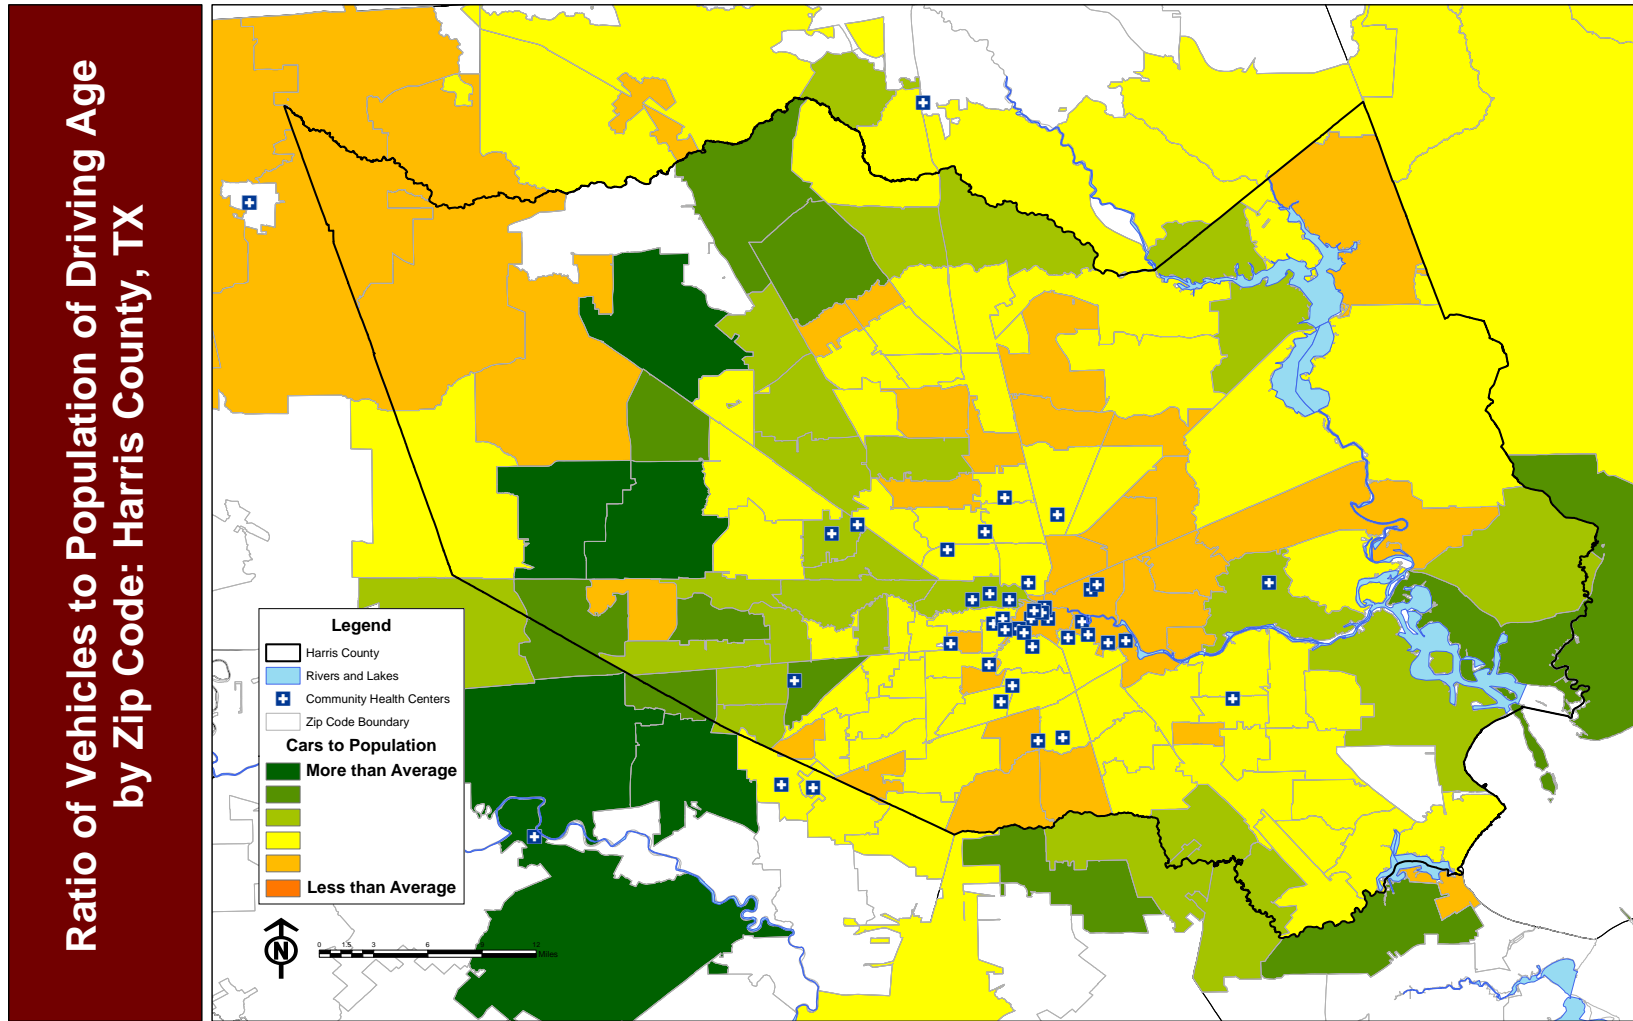 Ratio of Vehicles to Population of Driving Age
by Zip Code: Harris County, TX
Legend
Harris County
Rivers and Lakes
Community Health Centers
Zip Code Boundary
Cars to Population
More than Average
Less than Average
N
0 1.5 3 6 9 12
Miles